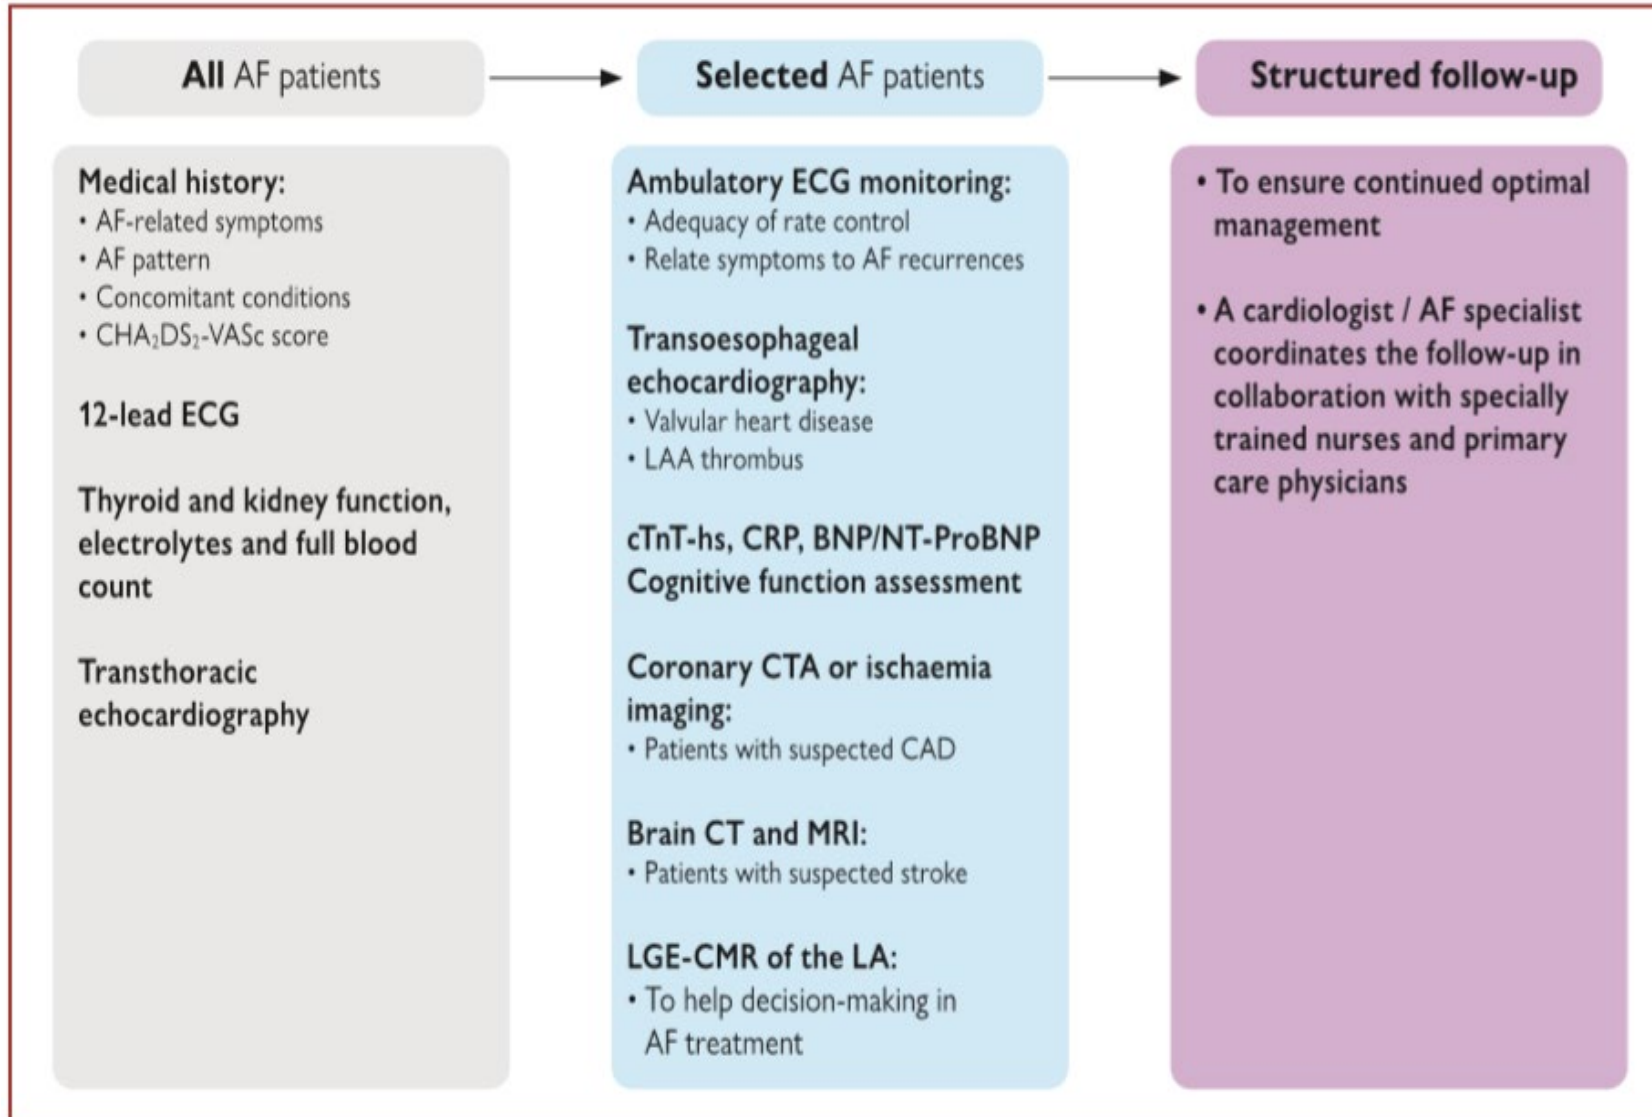 All AF patients
Selected AF patients
Structured follow-up
Medical history:
• AF-related symptoms
• AF pattern
• Concomitant conditions
• CHA₂DS₂-VASc score
12-lead ECG
Thyroid and kidney function,
electrolytes and full blood
count
Transthoracic
echocardiography
Ambulatory ECG monitoring:
• Adequacy of rate control
• Relate symptoms to AF recurrences
Transoesophageal
echocardiography:
• Valvular heart disease
• LAA thrombus
cTnT-hs, CRP, BNP/NT-ProBNP
Cognitive function assessment
Coronary CTA or ischaemia
imaging:
• Patients with suspected CAD
Brain CT and MRI:
• Patients with suspected stroke
LGE-CMR of the LA:
• To help decision-making in
AF treatment
• To ensure continued optimal
management
• A cardiologist / AF specialist
coordinates the follow-up in
collaboration with specially
trained nurses and primary
care physicians